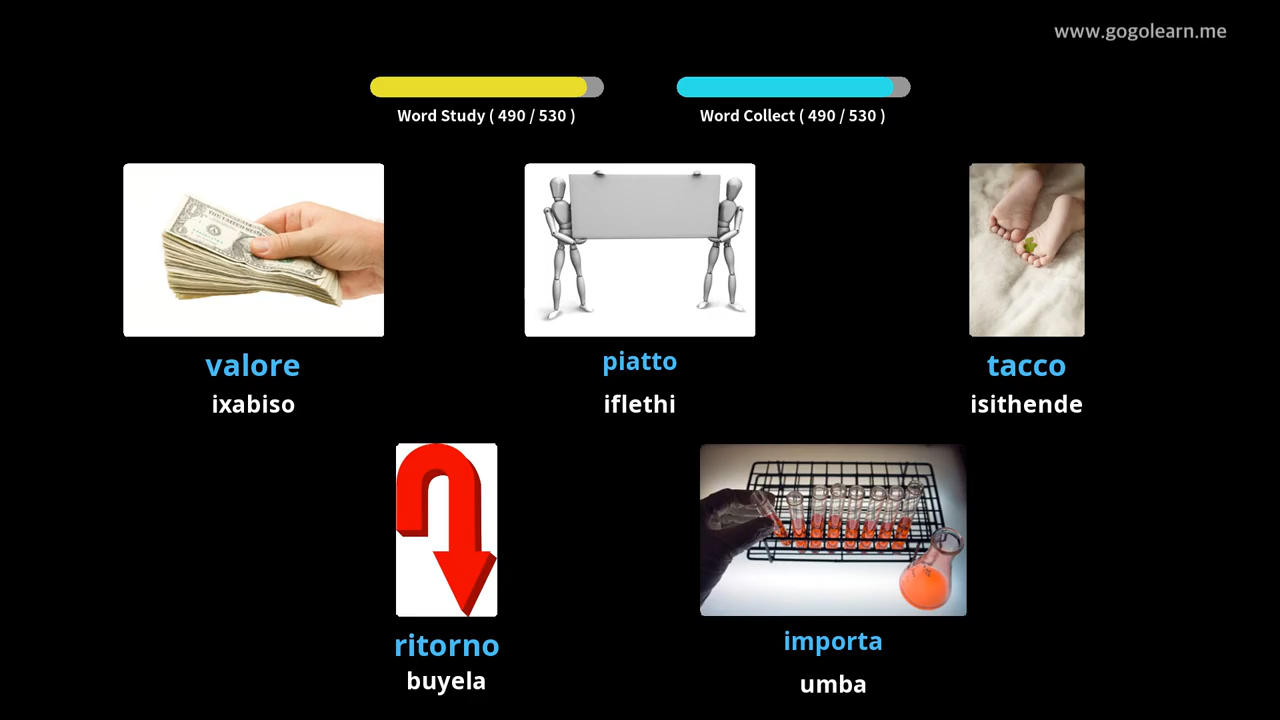 www.gogolearn.me
Word Study ( 490 / 530 )
Word Collect ( 490 / 530 )
valore
ixabiso
piatto
iflethi
tacco
isithende
ritorno
buyela
importa
umba